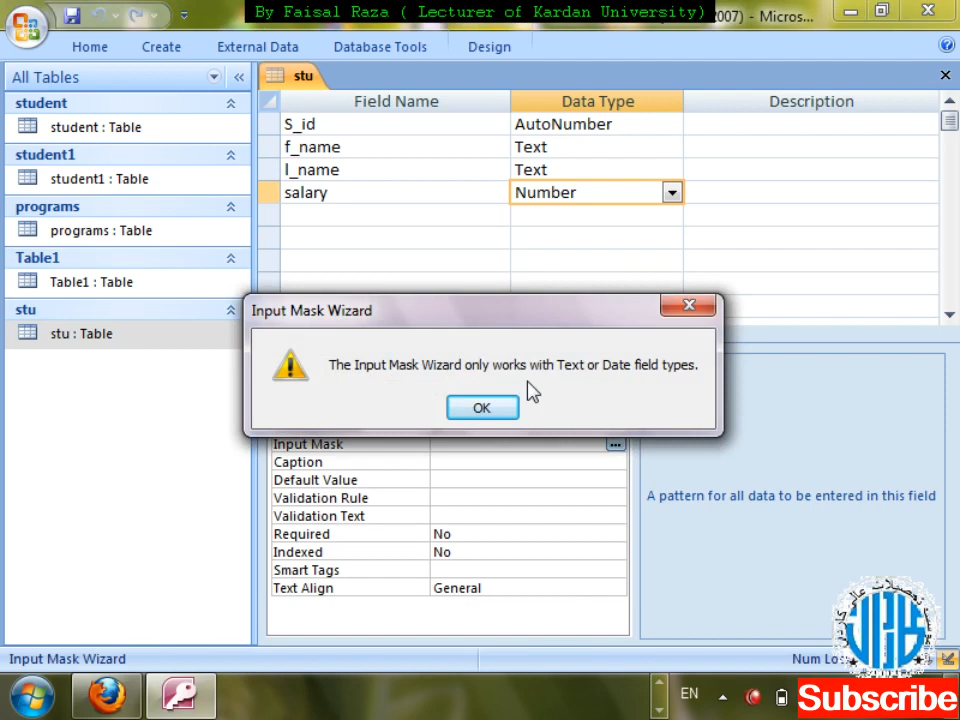 By Faisal Raza ( Lecturer of Kardan University)
2007) - Micros...
Home Create External Data Database Tools Design
All Tables
student
student : Table
student1
student1 : Table
programs
programs : Table
Table1
Table1 : Table
stu
stu : Table
stu
Field Name Data Type Description
S_id AutoNumber
f_name Text
l_name Text
salary Number
Input Mask Wizard
The Input Mask Wizard only works with Text or Date field types.
OK
Input Mask
Caption
Default Value
Validation Rule
Validation Text
Required No
Indexed No
Smart Tags
Text Align General
A pattern for all data to be entered in this field
Input Mask Wizard
Num Lo
EN
Subscribe